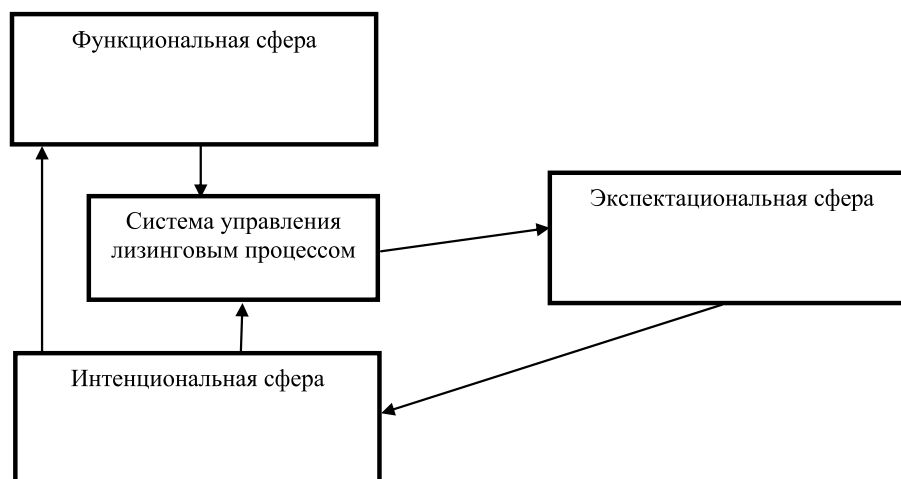 Функциональная сфера
Система управления
лизинговым процессом
Экспектациональная сфера
Интенциональная сфера